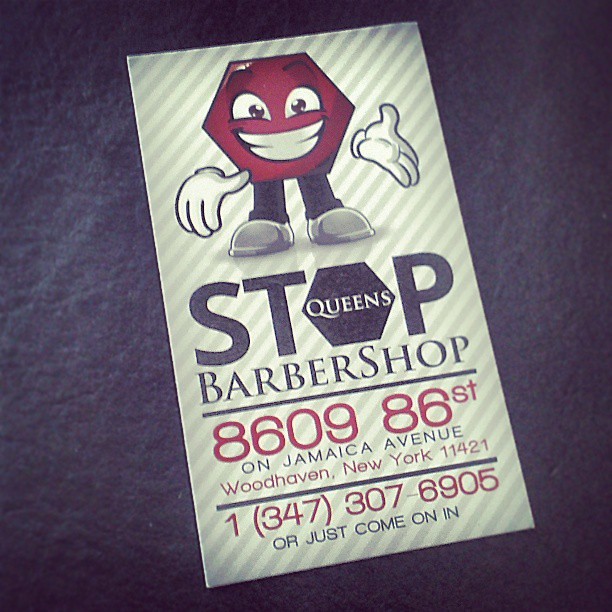 STOP
QUEENS
BARBERSHOP
8609 86st
ON JAMAICA AVENUE
Woodhaven, New York 11421
1 (347) 307-6905
OR JUST COME ON IN